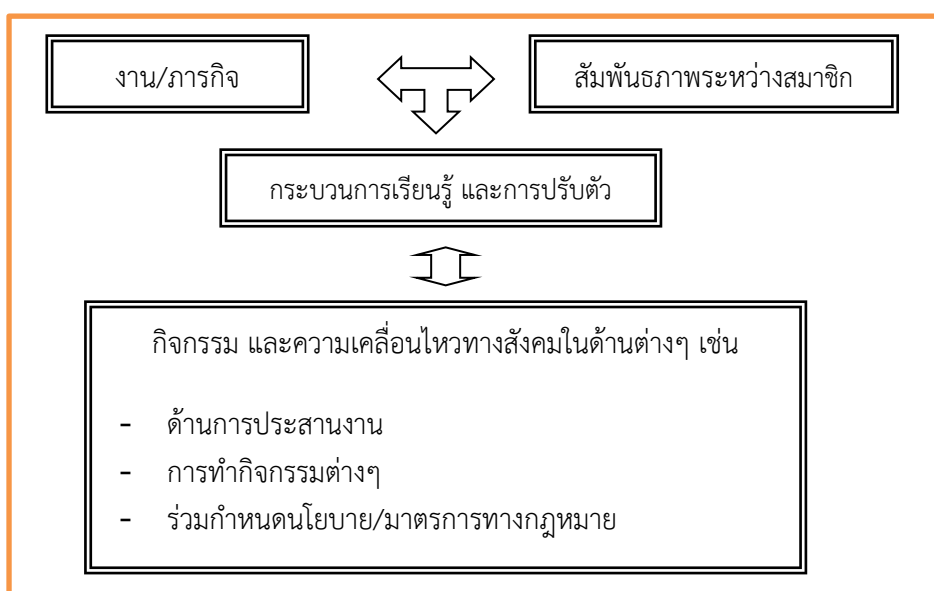 งาน/ภารกิจ
สัมพันธภาพระหว่างสมาชิก
กระบวนการเรียนรู้ และการปรับตัว
กิจกรรม และความเคลื่อนไหวทางสังคมในด้านต่างๆ เช่น
- ด้านการประสานงาน
- การทำกิจกรรมต่างๆ
- ร่วมกำหนดนโยบาย/มาตรการทางกฎหมาย